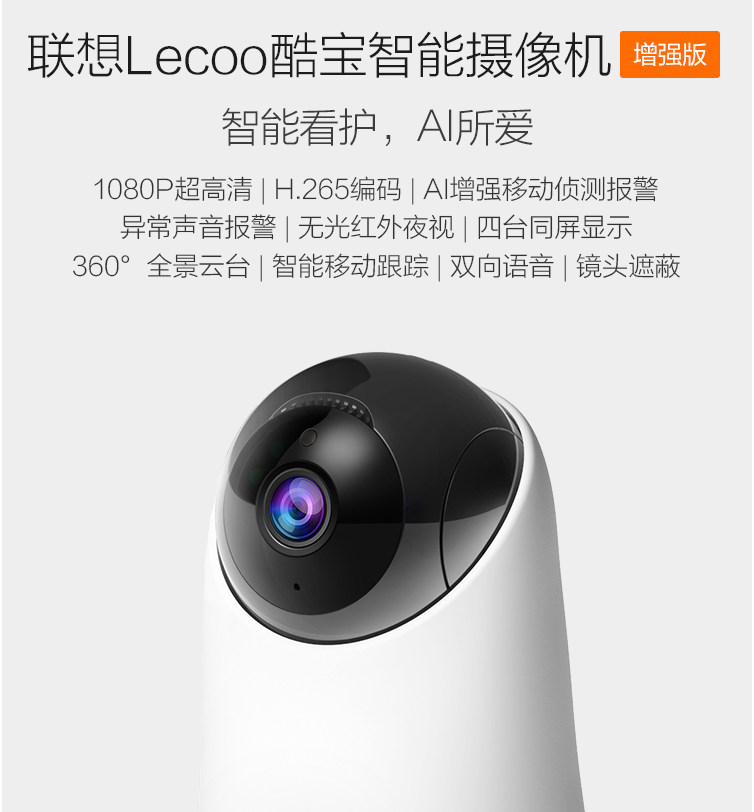 联想Lecoo酷宝智能摄像机 增强版
智能看护，AI所爱
1080P超高清 | H.265编码 | AI增强移动侦测报警
异常声音报警 | 无光红外夜视 | 四台同屏显示
360° 全景云台 | 智能移动跟踪 | 双向语音 | 镜头遮蔽